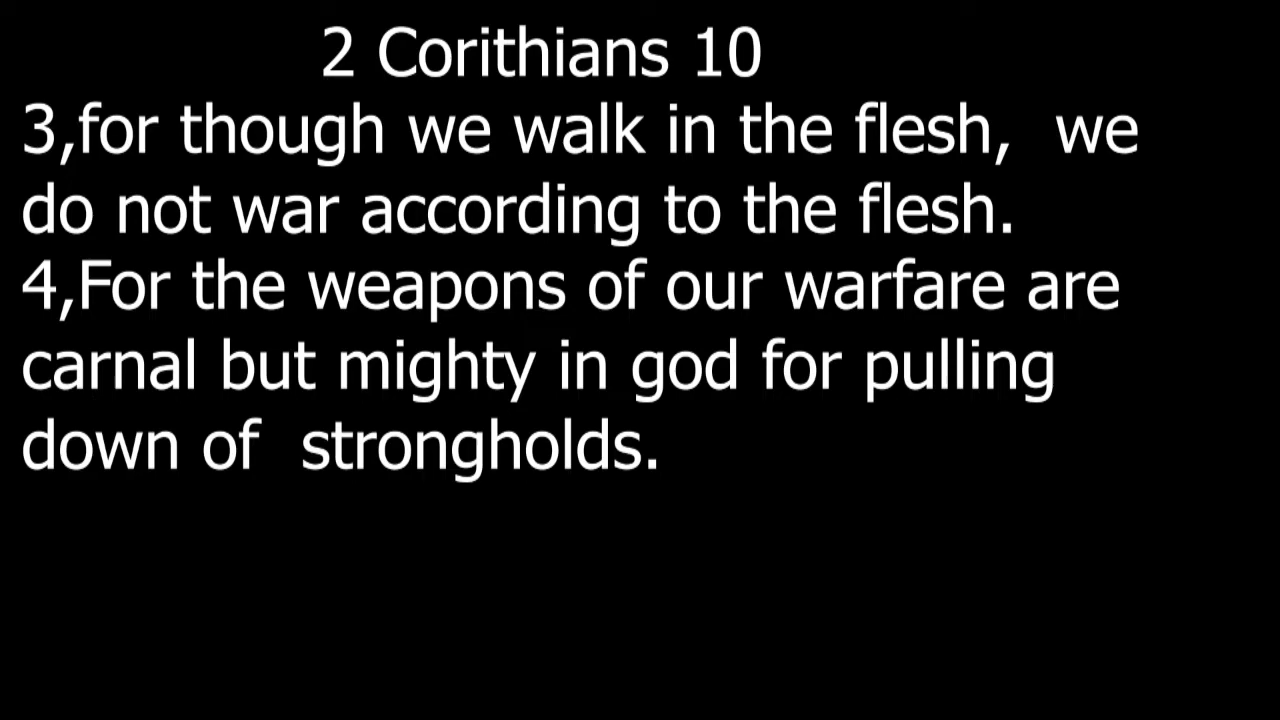 2 Corithians 10
3,for though we walk in the flesh,  we
do not war according to the flesh.
4,For the weapons of our warfare are
carnal but mighty in god for pulling
down of  strongholds.